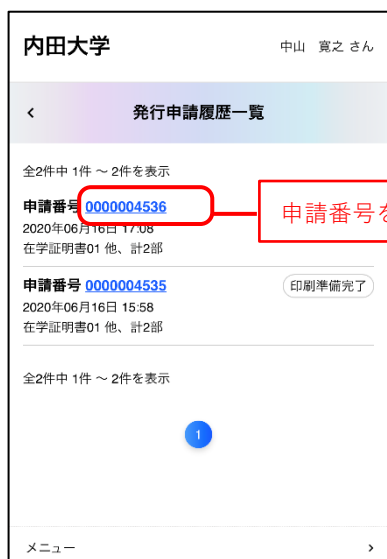 内田大学
中山 寛之 さん
発行申請履歴一覧
全2件中 1件 ~ 2件を表示
申請番号 0000004536
申請番号を
2020年06月16日 17:08
在学証明書01 他、計2部
申請番号 0000004535
印刷準備完了
2020年06月16日 15:58
在学証明書01 他、計2部
全2件中 1件 ~ 2件を表示
1
メニュー